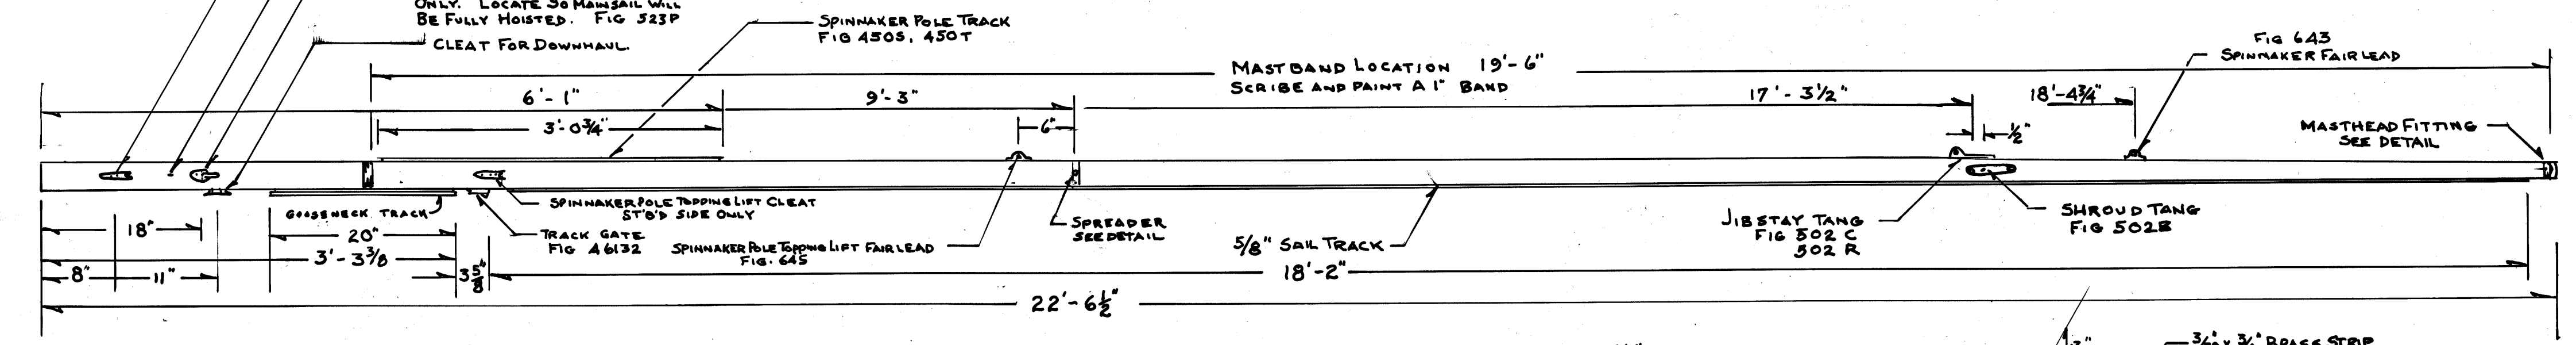 ONLY. LOCATE SO MAINSAIL WILL
BE FULLY HOISTED. FIG 523P
CLEAT FOR DOWNHAUL.
SPINNAKER POLE TRACK
FIG 450S, 450T
MASTBAND LOCATION 19'-6"
SCRIBE AND PAINT A 1" BAND
FIG 643
SPINNAKER FAIRLEAD
6'-1"
9'-3"
17'-3½"
18'-4¾"
3'-0¾"
6"
½"
MASTHEAD FITTING
SEE DETAIL
GOOSENECK TRACK
SPINNAKER POLE TOPPING LIFT CLEAT
ST'B'D SIDE ONLY
TRACK GATE
FIG A6132
SPINNAKER POLE TOPPING LIFT FAIRLEAD
FIG. 645
SPREADER
SEE DETAIL
5/8" SAIL TRACK
JIBSTAY TANG
FIG 502 C
502 R
SHROUD TANG
FIG 502B
18"
20"
3'-3⅜
8"
11"
3⅝"
18'-2"
22'-6½"
BRASS STRIP